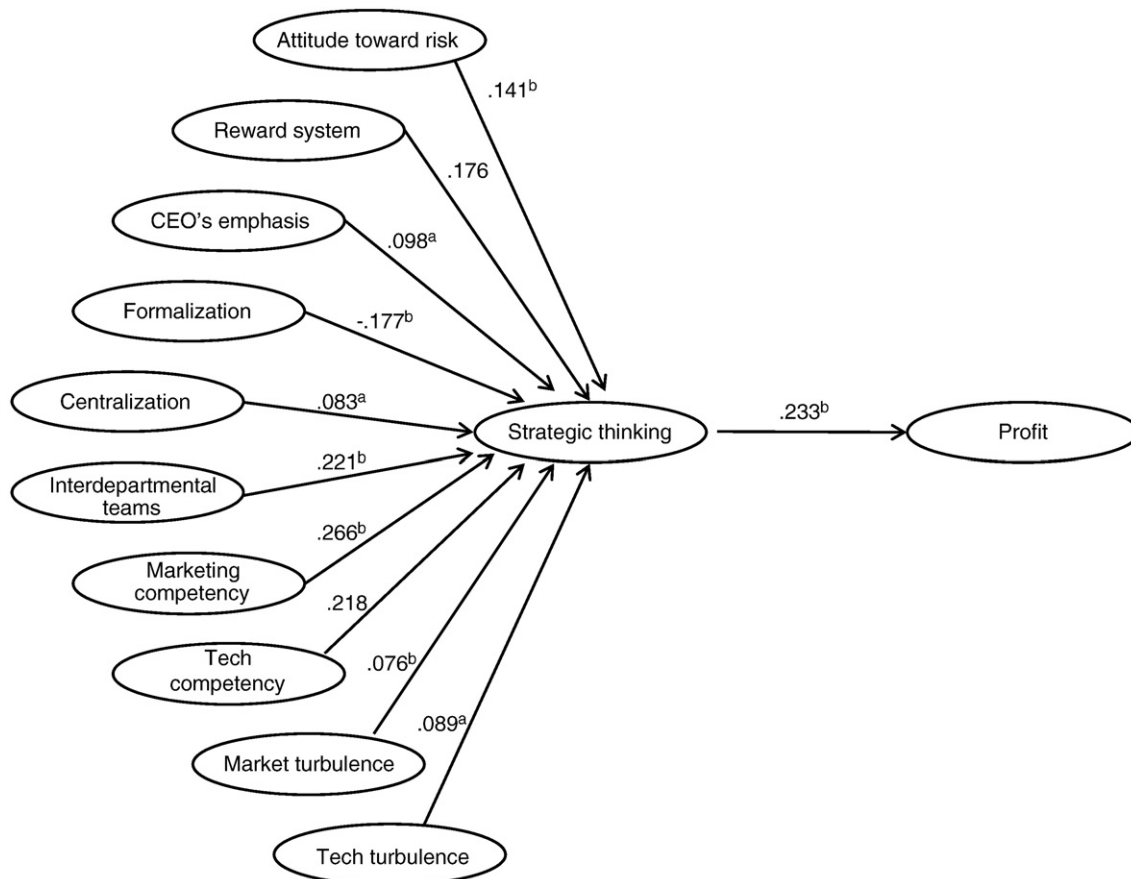 Attitude toward risk
.141b
Reward system
.176
CEO's emphasis
.098a
Formalization
-.177b
Centralization
.083a
Strategic thinking
.233b
Profit
Interdepartmental
teams
.221b
.266b
Marketing
competency
.218
Tech
competency
.076b
.089a
Market turbulence
Tech turbulence